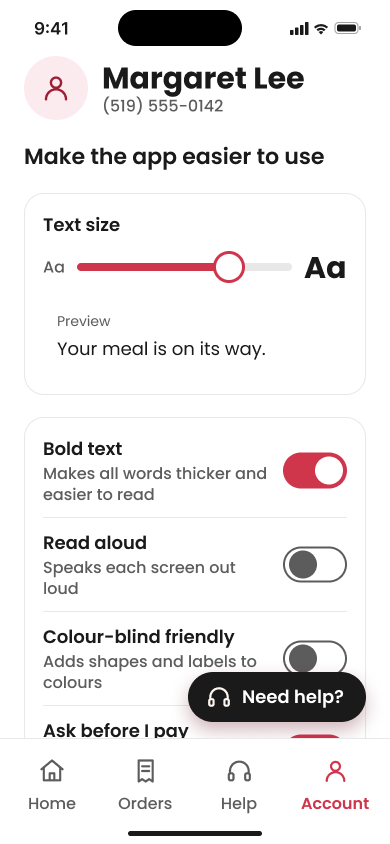 9:41
Margaret Lee
(519) 555-0142
Make the app easier to use
Text size
Aa
Aa
Preview
Your meal is on its way.
Bold text
Makes all words thicker and
easier to read
Read aloud
Speaks each screen out
loud
Colour-blind friendly
Adds shapes and labels to
colours
Need help?
Ask before I pay
Home
Orders
Help
Account